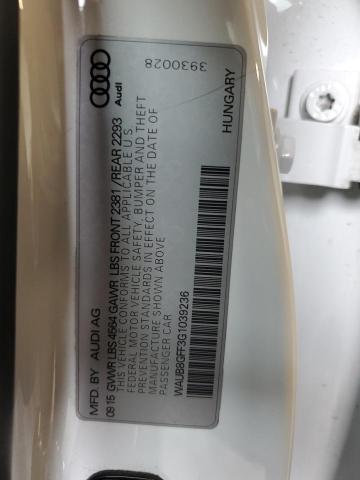 MFD BY AUDI AG
09 15 GVWR LBS 4564 GAWR LBS FRONT 2381/REAR 2293
THIS VEHICLE CONFORMS TO ALL APPLICABLE U S
FEDERAL MOTOR VEHICLE SAFETY, BUMPER AND THEFT
PREVENTION STANDARDS IN EFFECT ON THE DATE OF
MANUFACTURE SHOWN ABOVE
PASSENGER CAR
WAUB8GFF3G1039236
Audi
3930028
HUNGARY